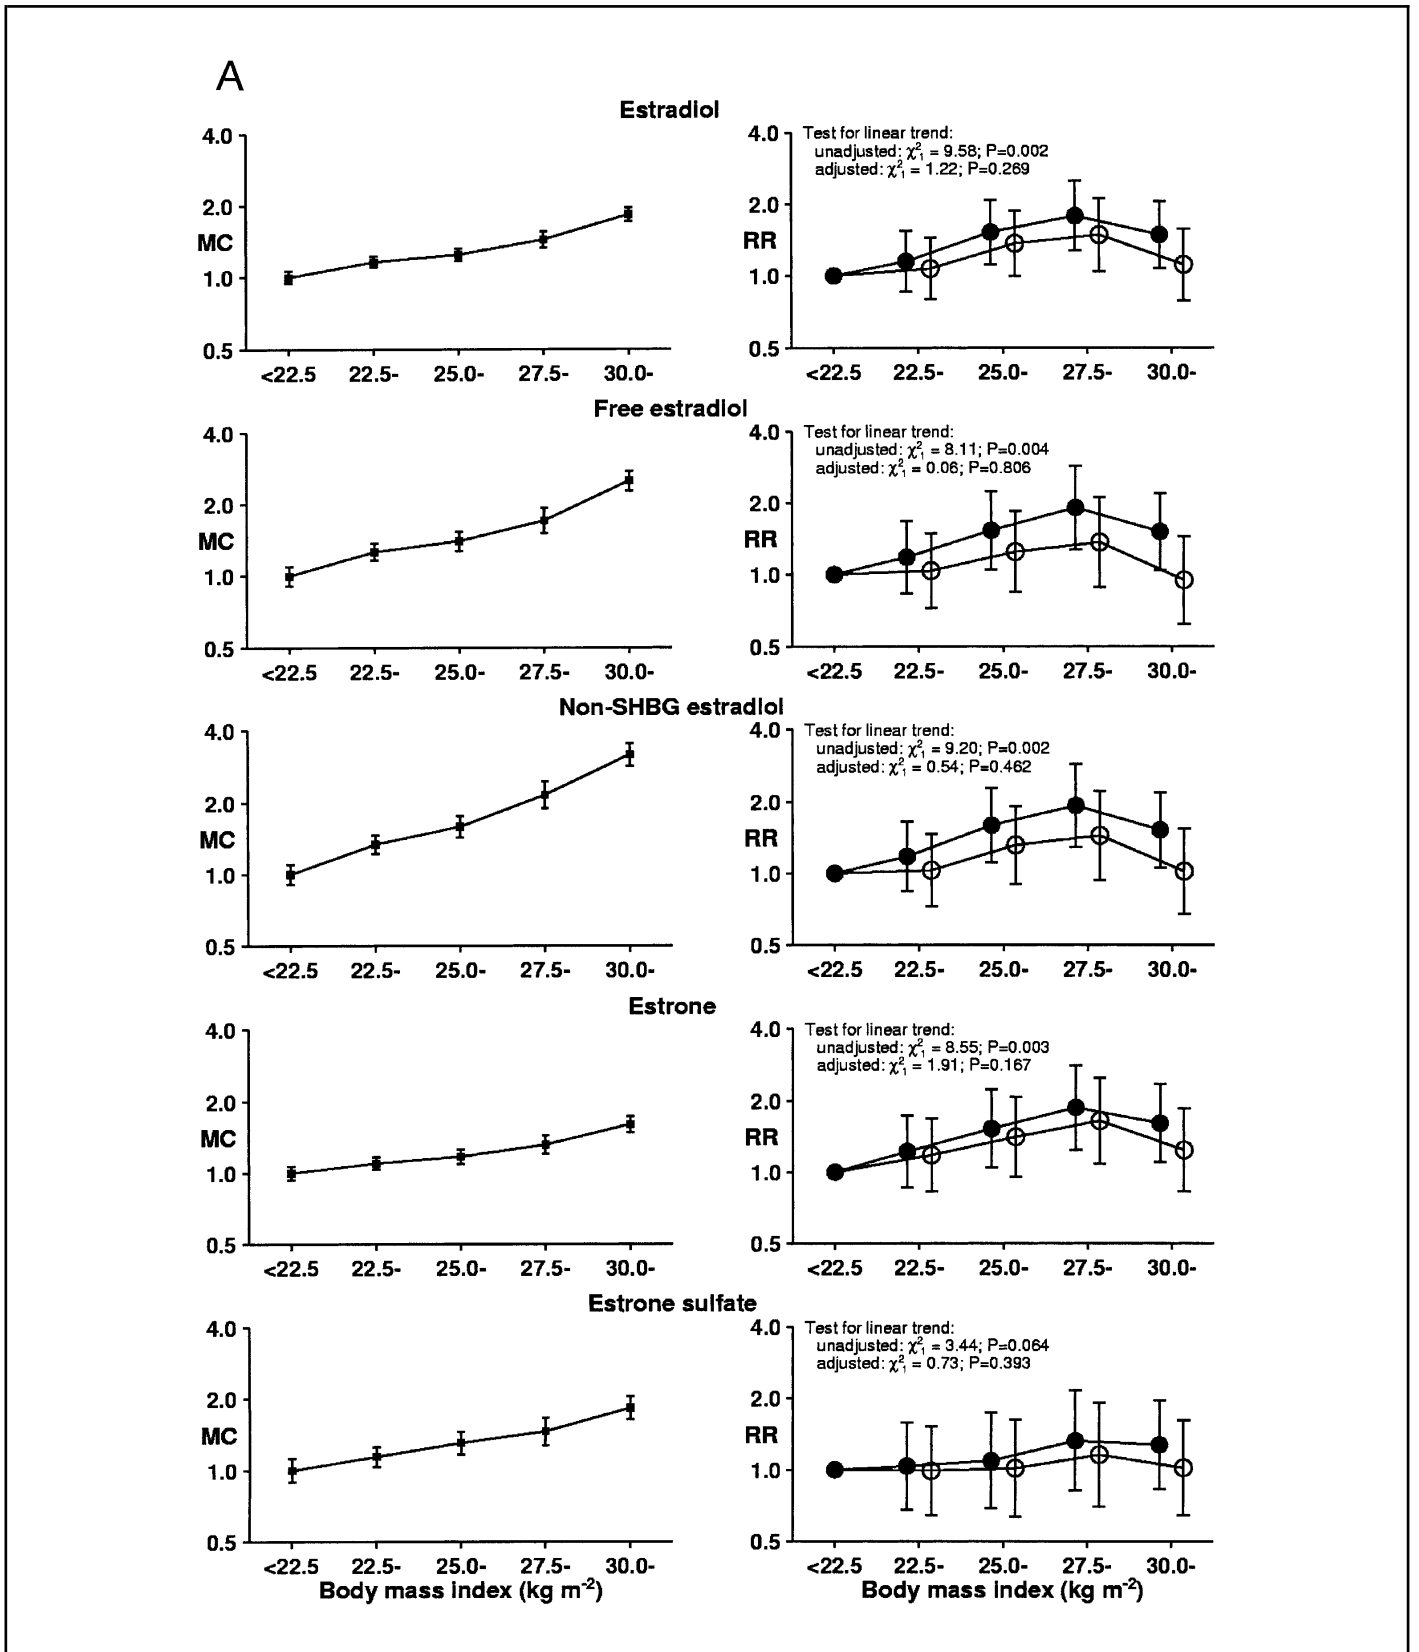 A
Estradiol
4.0
2.0
MC
1.0
0.5
<22.5 22.5- 25.0- 27.5- 30.0-
4.0
Test for linear trend:
unadjusted: χ²₁ = 9.58; P=0.002
adjusted: χ²₁ = 1.22; P=0.269
2.0
RR
1.0
0.5
<22.5 22.5- 25.0- 27.5- 30.0-
Free estradiol
4.0
2.0
MC
1.0
0.5
<22.5 22.5- 25.0- 27.5- 30.0-
4.0
Test for linear trend:
unadjusted: χ²₁ = 8.11; P=0.004
adjusted: χ²₁ = 0.06; P=0.806
2.0
RR
1.0
0.5
<22.5 22.5- 25.0- 27.5- 30.0-
Non-SHBG estradiol
4.0
2.0
MC
1.0
0.5
<22.5 22.5- 25.0- 27.5- 30.0-
4.0
Test for linear trend:
unadjusted: χ²₁ = 9.20; P=0.002
adjusted: χ²₁ = 0.54; P=0.462
2.0
RR
1.0
0.5
<22.5 22.5- 25.0- 27.5- 30.0-
Estrone
4.0
2.0
MC
1.0
0.5
<22.5 22.5- 25.0- 27.5- 30.0-
4.0
Test for linear trend:
unadjusted: χ²₁ = 8.55; P=0.003
adjusted: χ²₁ = 1.91; P=0.167
2.0
RR
1.0
0.5
<22.5 22.5- 25.0- 27.5- 30.0-
Estrone sulfate
4.0
2.0
MC
1.0
0.5
<22.5 22.5- 25.0- 27.5- 30.0-
Body mass index (kg m⁻²)
4.0
Test for linear trend:
unadjusted: χ²₁ = 3.44; P=0.064
adjusted: χ²₁ = 0.73; P=0.393
2.0
RR
1.0
0.5
<22.5 22.5- 25.0- 27.5- 30.0-
Body mass index (kg m⁻²)